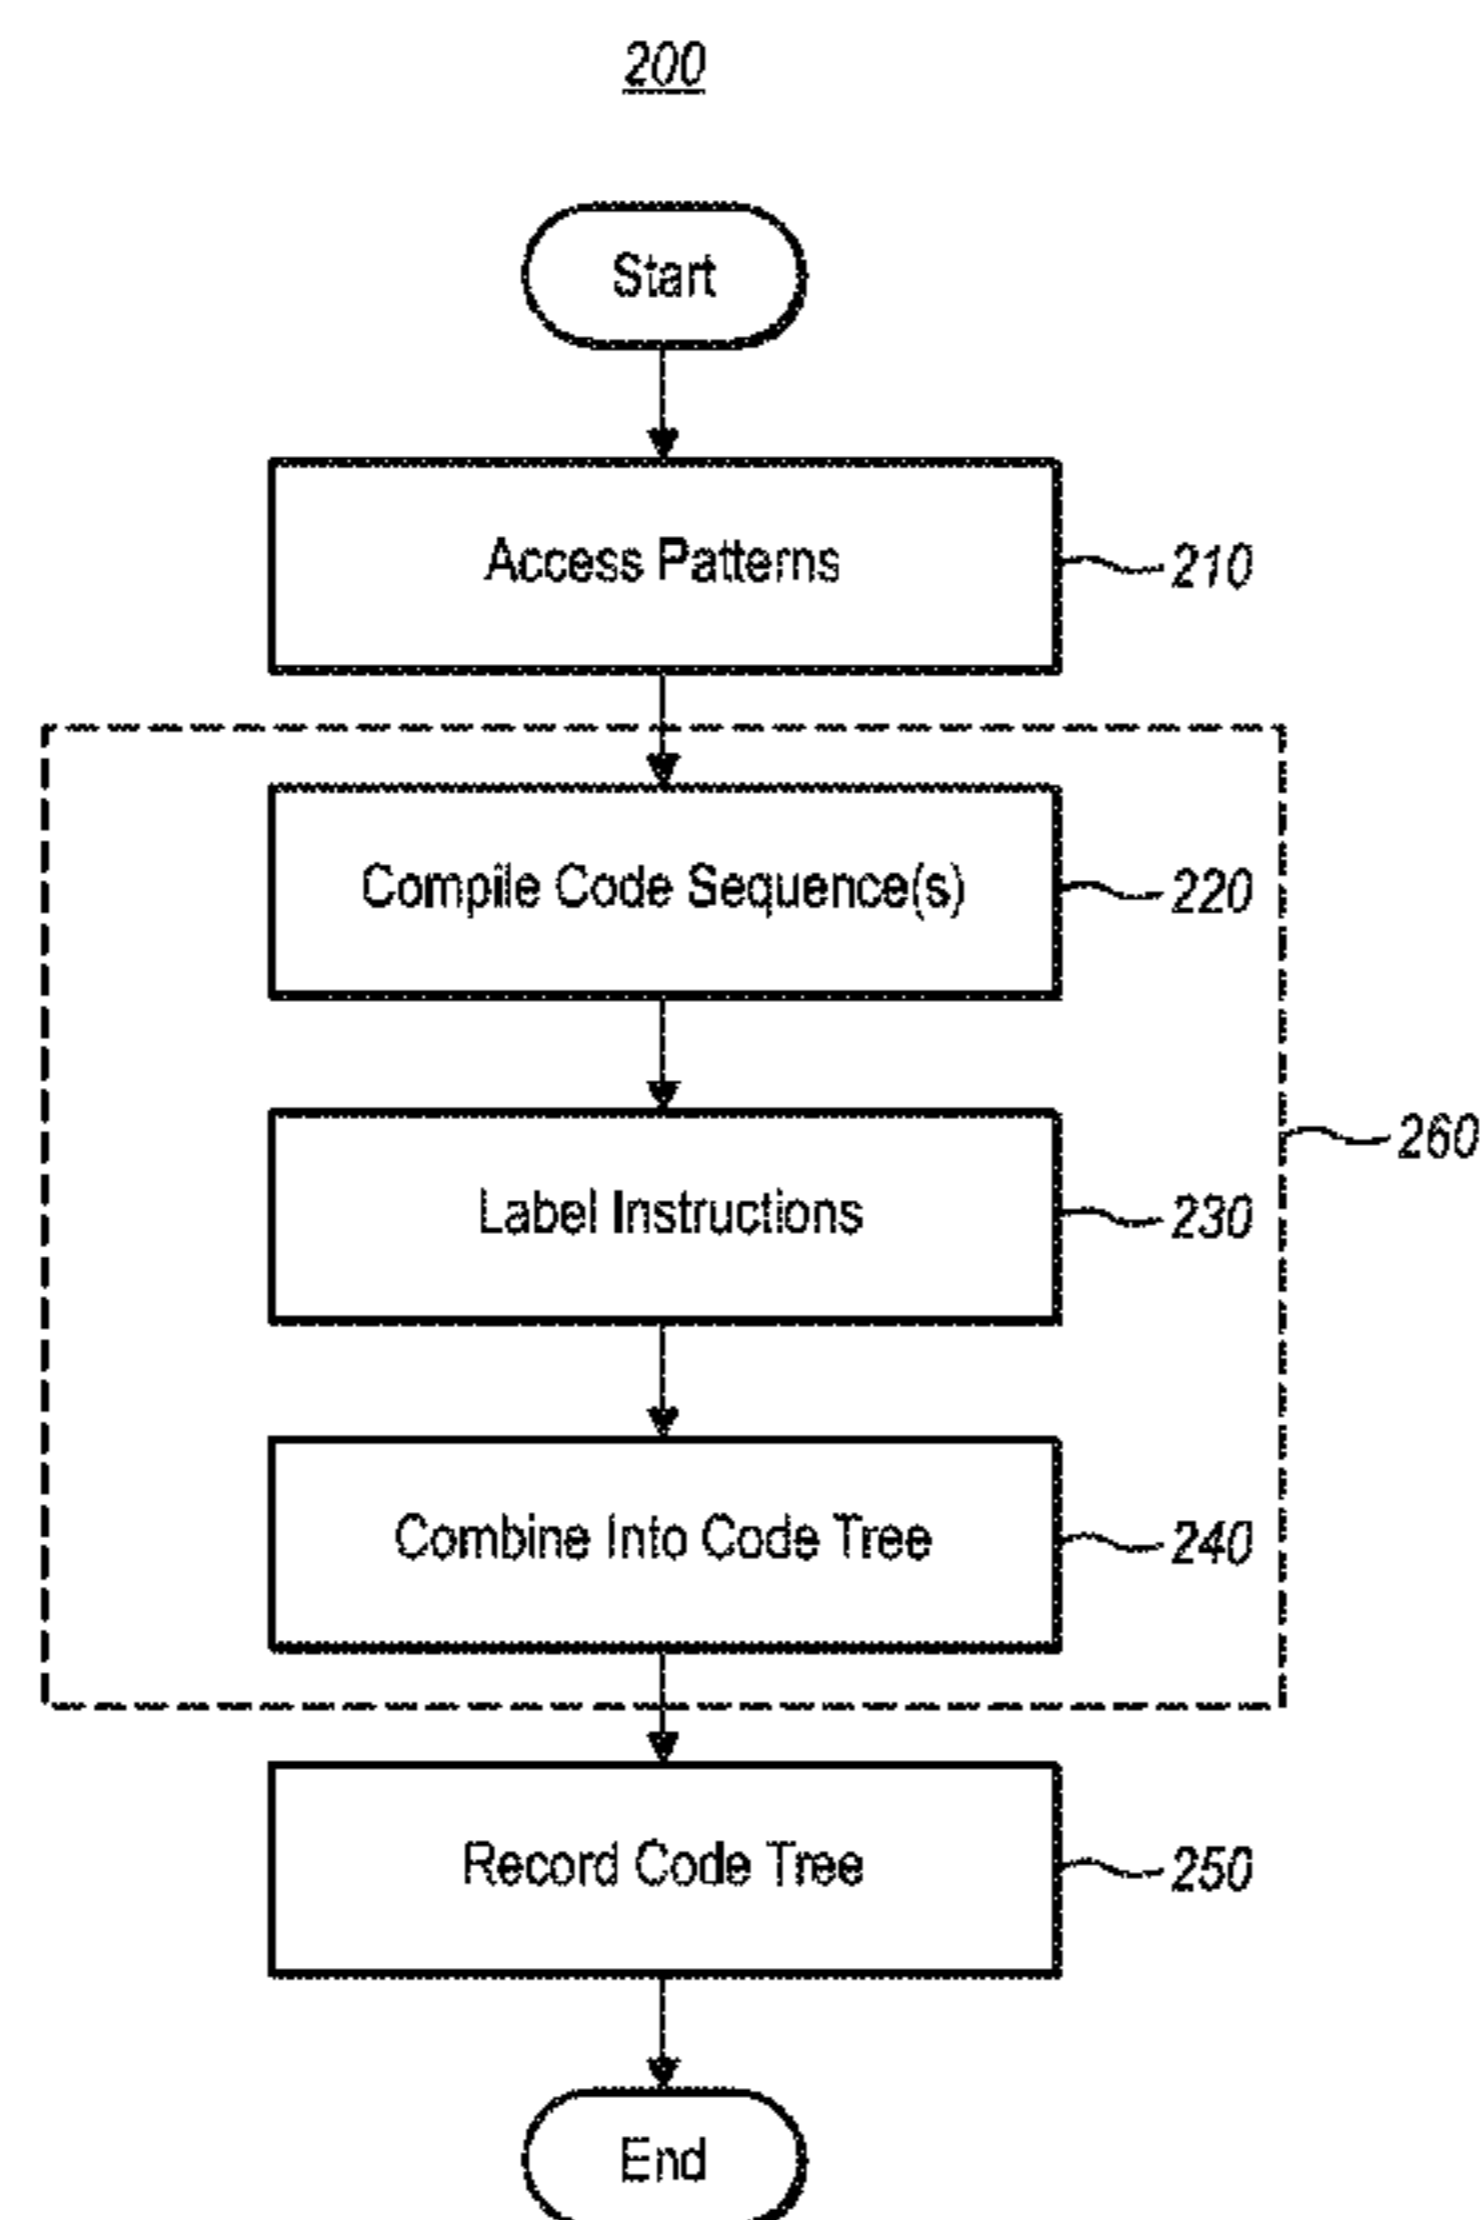 200
Start
Access Patterns
210
Compile Code Sequence(s)
220
Label Instructions
230
260
Combine Into Code Tree
240
Record Code Tree
250
End